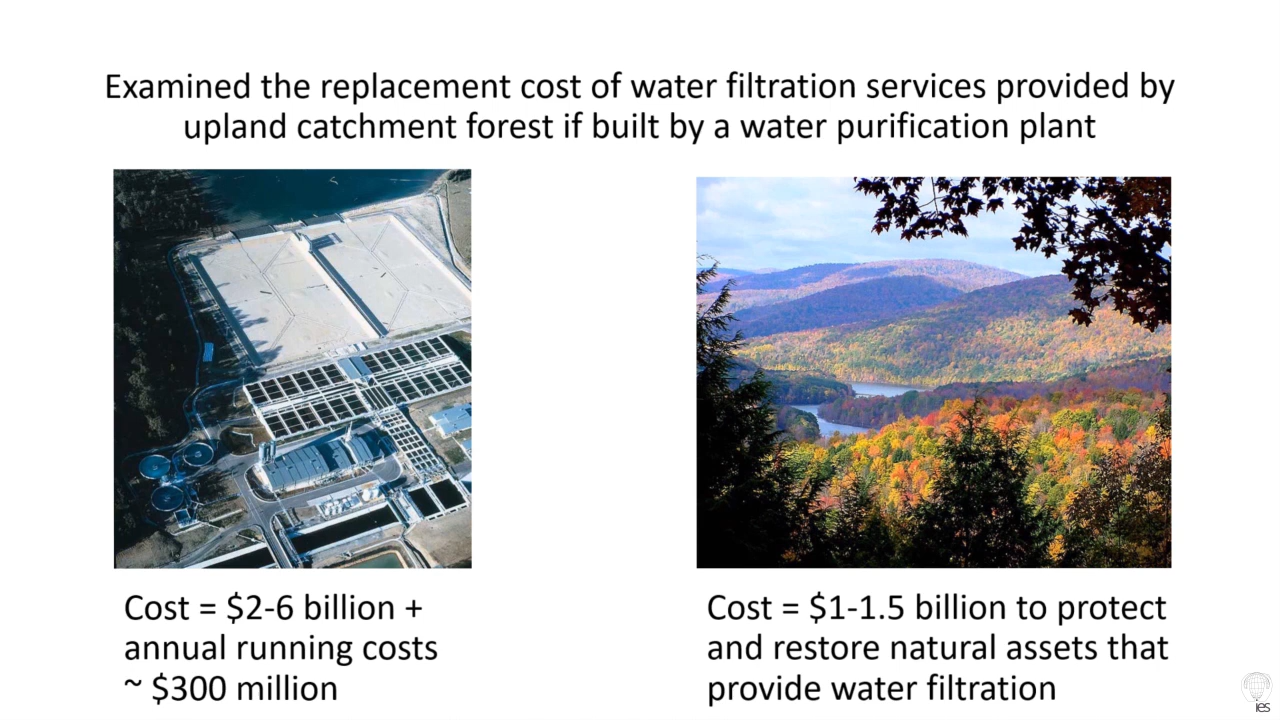 Examined the replacement cost of water filtration services provided by
upland catchment forest if built by a water purification plant
Cost = $2-6 billion +
annual running costs
~ $300 million
Cost = $1-1.5 billion to protect
and restore natural assets that
provide water filtration
ies